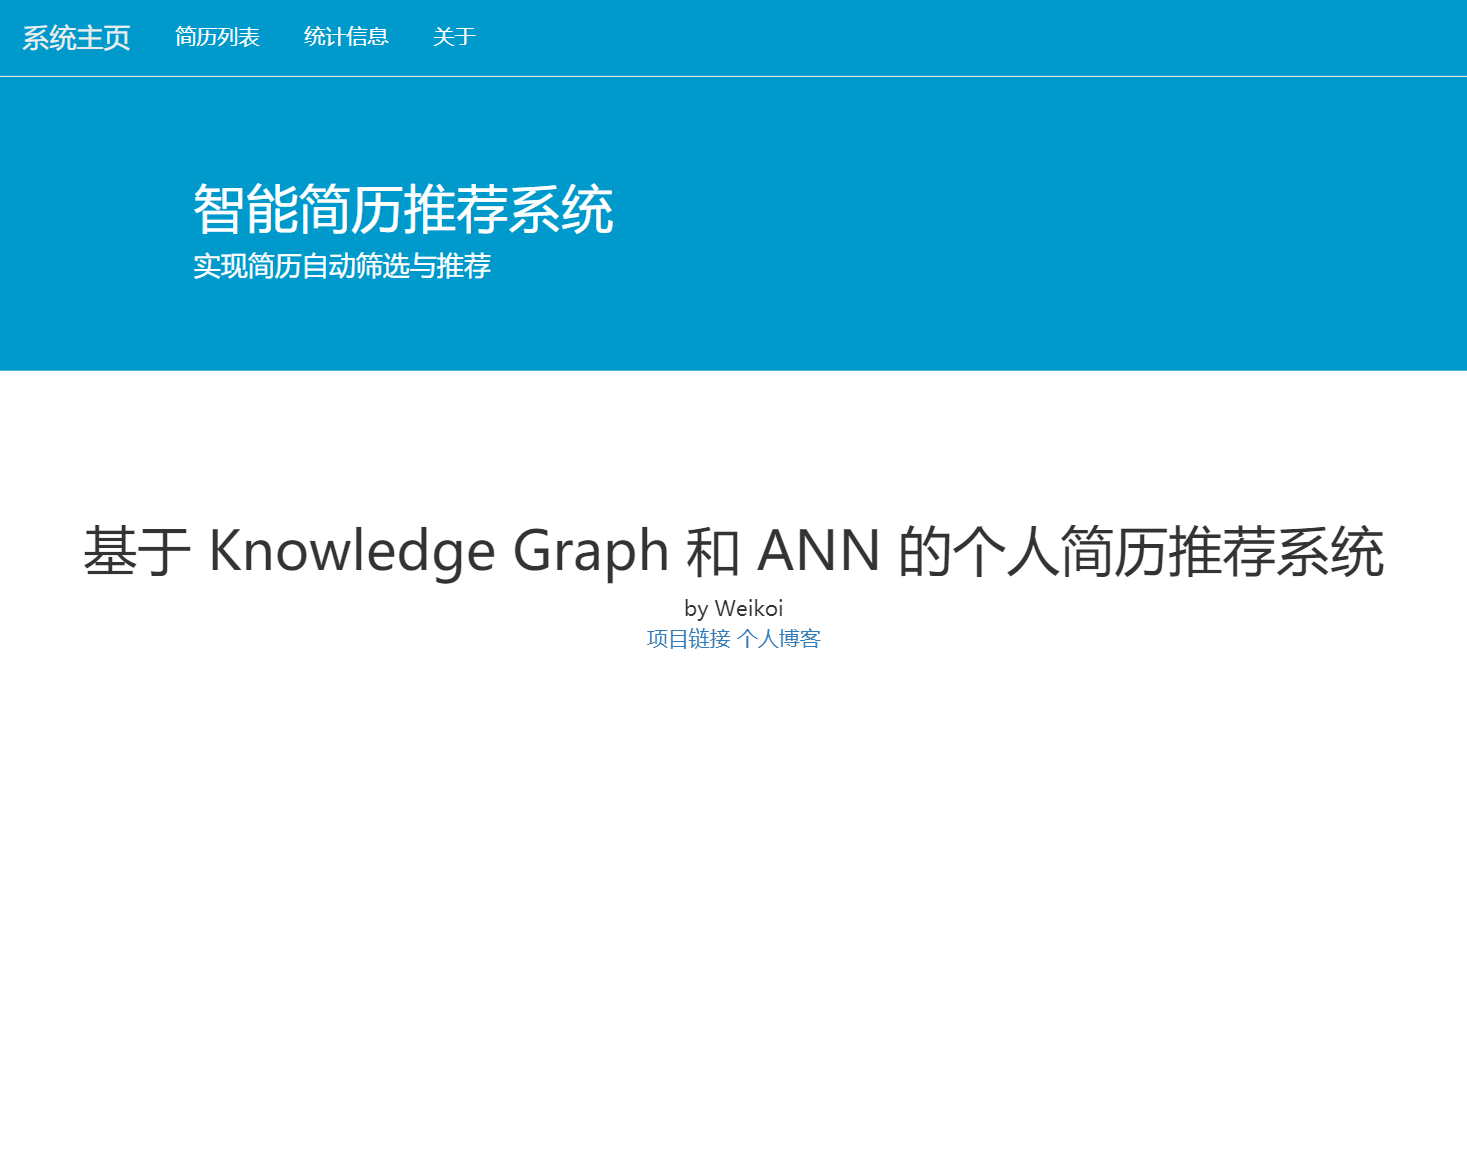 系统主页 简历列表 统计信息 关于
智能简历推荐系统
实现简历自动筛选与推荐
基于 Knowledge Graph 和 ANN 的个人简历推荐系统
by Weikoi
项目链接 个人博客